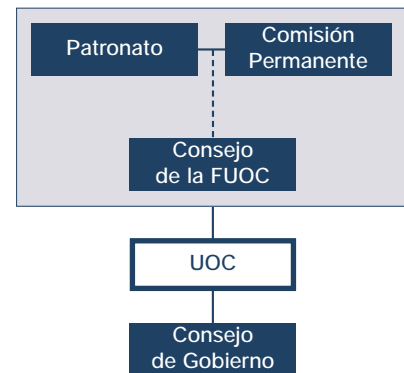 Patronato
Comisión
Permanente
Consejo
de la FUOC
UOC
Consejo
de Gobierno